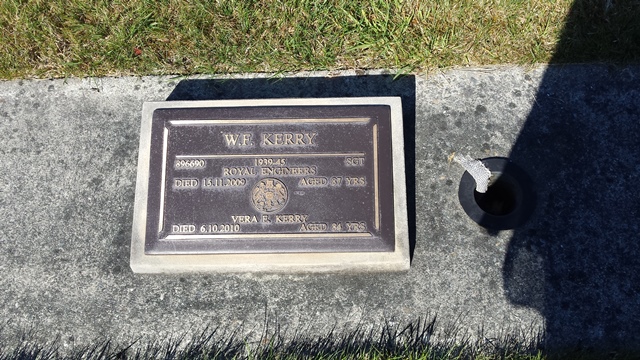 W.F. KERRY
896690 1939-45 SGT
ROYAL ENGINEERS
DIED 15.11.2009 AGED 87 YRS
VERA E. KERRY
DIED 6.10.2010 AGED 84 YRS